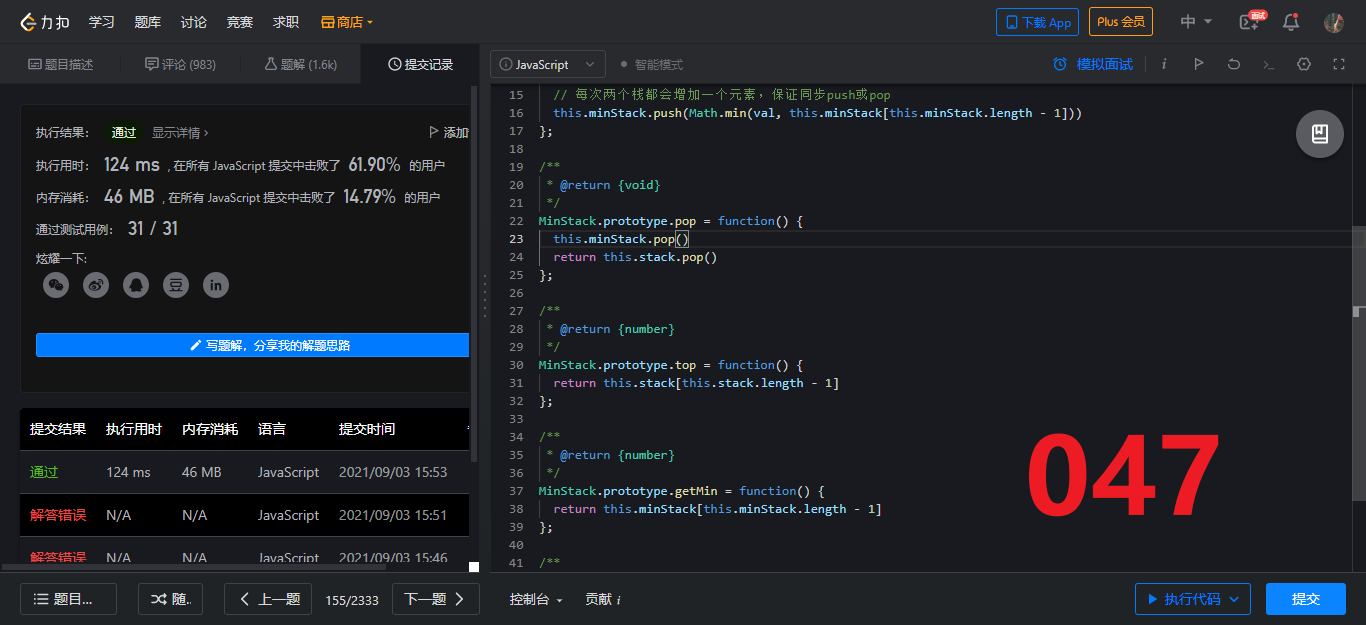 力扣 学习 题库 讨论 竞赛 求职 商店 下载 App Plus 会员 中 面试
题目描述 评论 (983) 题解 (1.6k) 提交记录
JavaScript 智能模式 模拟面试 i
执行结果: 通过 显示详情 › 添加
执行用时: 124 ms , 在所有 JavaScript 提交中击败了 61.90% 的用户
内存消耗: 46 MB , 在所有 JavaScript 提交中击败了 14.79% 的用户
通过测试用例: 31 / 31
炫耀一下:
豆 in
写题解, 分享我的解题思路
提交结果 执行用时 内存消耗 语言 提交时间
通过 124 ms 46 MB JavaScript 2021/09/03 15:53
解答错误 N/A N/A JavaScript 2021/09/03 15:51
解答错误 N/A N/A JavaScript 2021/09/03 15:46
15 // 每次两个栈都会增加一个元素，保证同步push或pop
16 this.minStack.push(Math.min(val, this.minStack[this.minStack.length - 1]))
17 };
18
19 /**
20 * @return {void}
21 */
22 MinStack.prototype.pop = function() {
23 this.minStack.pop()
24 return this.stack.pop()
25 };
26
27 /**
28 * @return {number}
29 */
30 MinStack.prototype.top = function() {
31 return this.stack[this.stack.length - 1]
32 };
33
34 /**
35 * @return {number}
36 */
37 MinStack.prototype.getMin = function() {
38 return this.minStack[this.minStack.length - 1]
39 };
40
41 /**
047
题目... 随. 上一题 155/2333 下一题 控制台 贡献 i 执行代码 提交